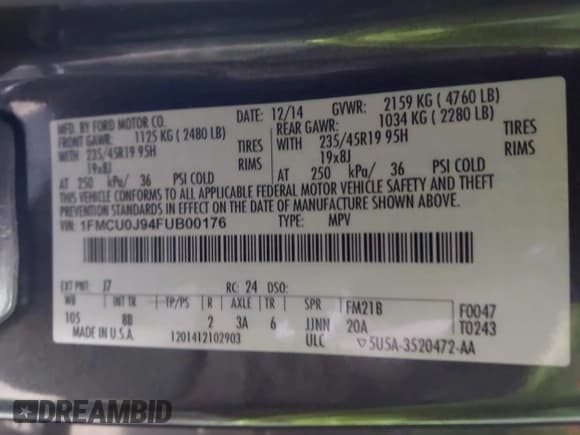 MFD. BY FORD MOTOR CO.
DATE: 12/14 GVWR: 2159 KG ( 4760 LB)
FRONT GAWR: 1125 KG ( 2480 LB)
REAR GAWR: 1034 KG ( 2280 LB)
WITH 235/45R19 95H TIRES
WITH 235/45R19 95H TIRES
19x8J RIMS
19x8J RIMS
AT 250 kPa/ 36 PSI COLD
AT 250 kPa/ 36 PSI COLD
THIS VEHICLE CONFORMS TO ALL APPLICABLE FEDERAL MOTOR VEHICLE SAFETY AND THEFT
PREVENTION STANDARDS IN EFFECT ON THE DATE OF MANUFACTURE SHOWN ABOVE.
VIN: 1FMCU0J94FUB00176 TYPE: MPV
EXT PNT: J7 RC: 24 DSO:
WB INT TR TP/PS R AXLE TR SPR FM21B F0047
105 8B 2 3A 6 JJNN 20A T0243
MADE IN U.S.A. 1201412102903 ULC ▽5U5A-3520472-AA
DREAMBID